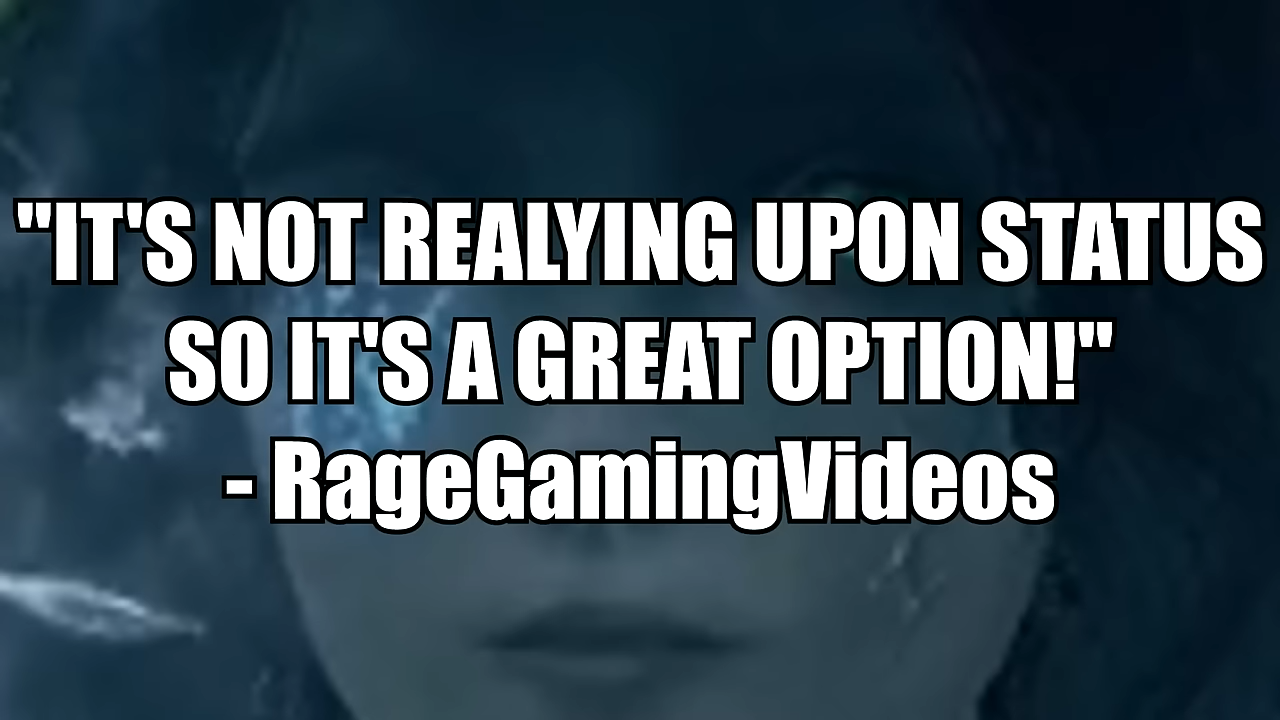 "IT'S NOT REALYING UPON STATUS
SO IT'S A GREAT OPTION!"
- RageGamingVideos